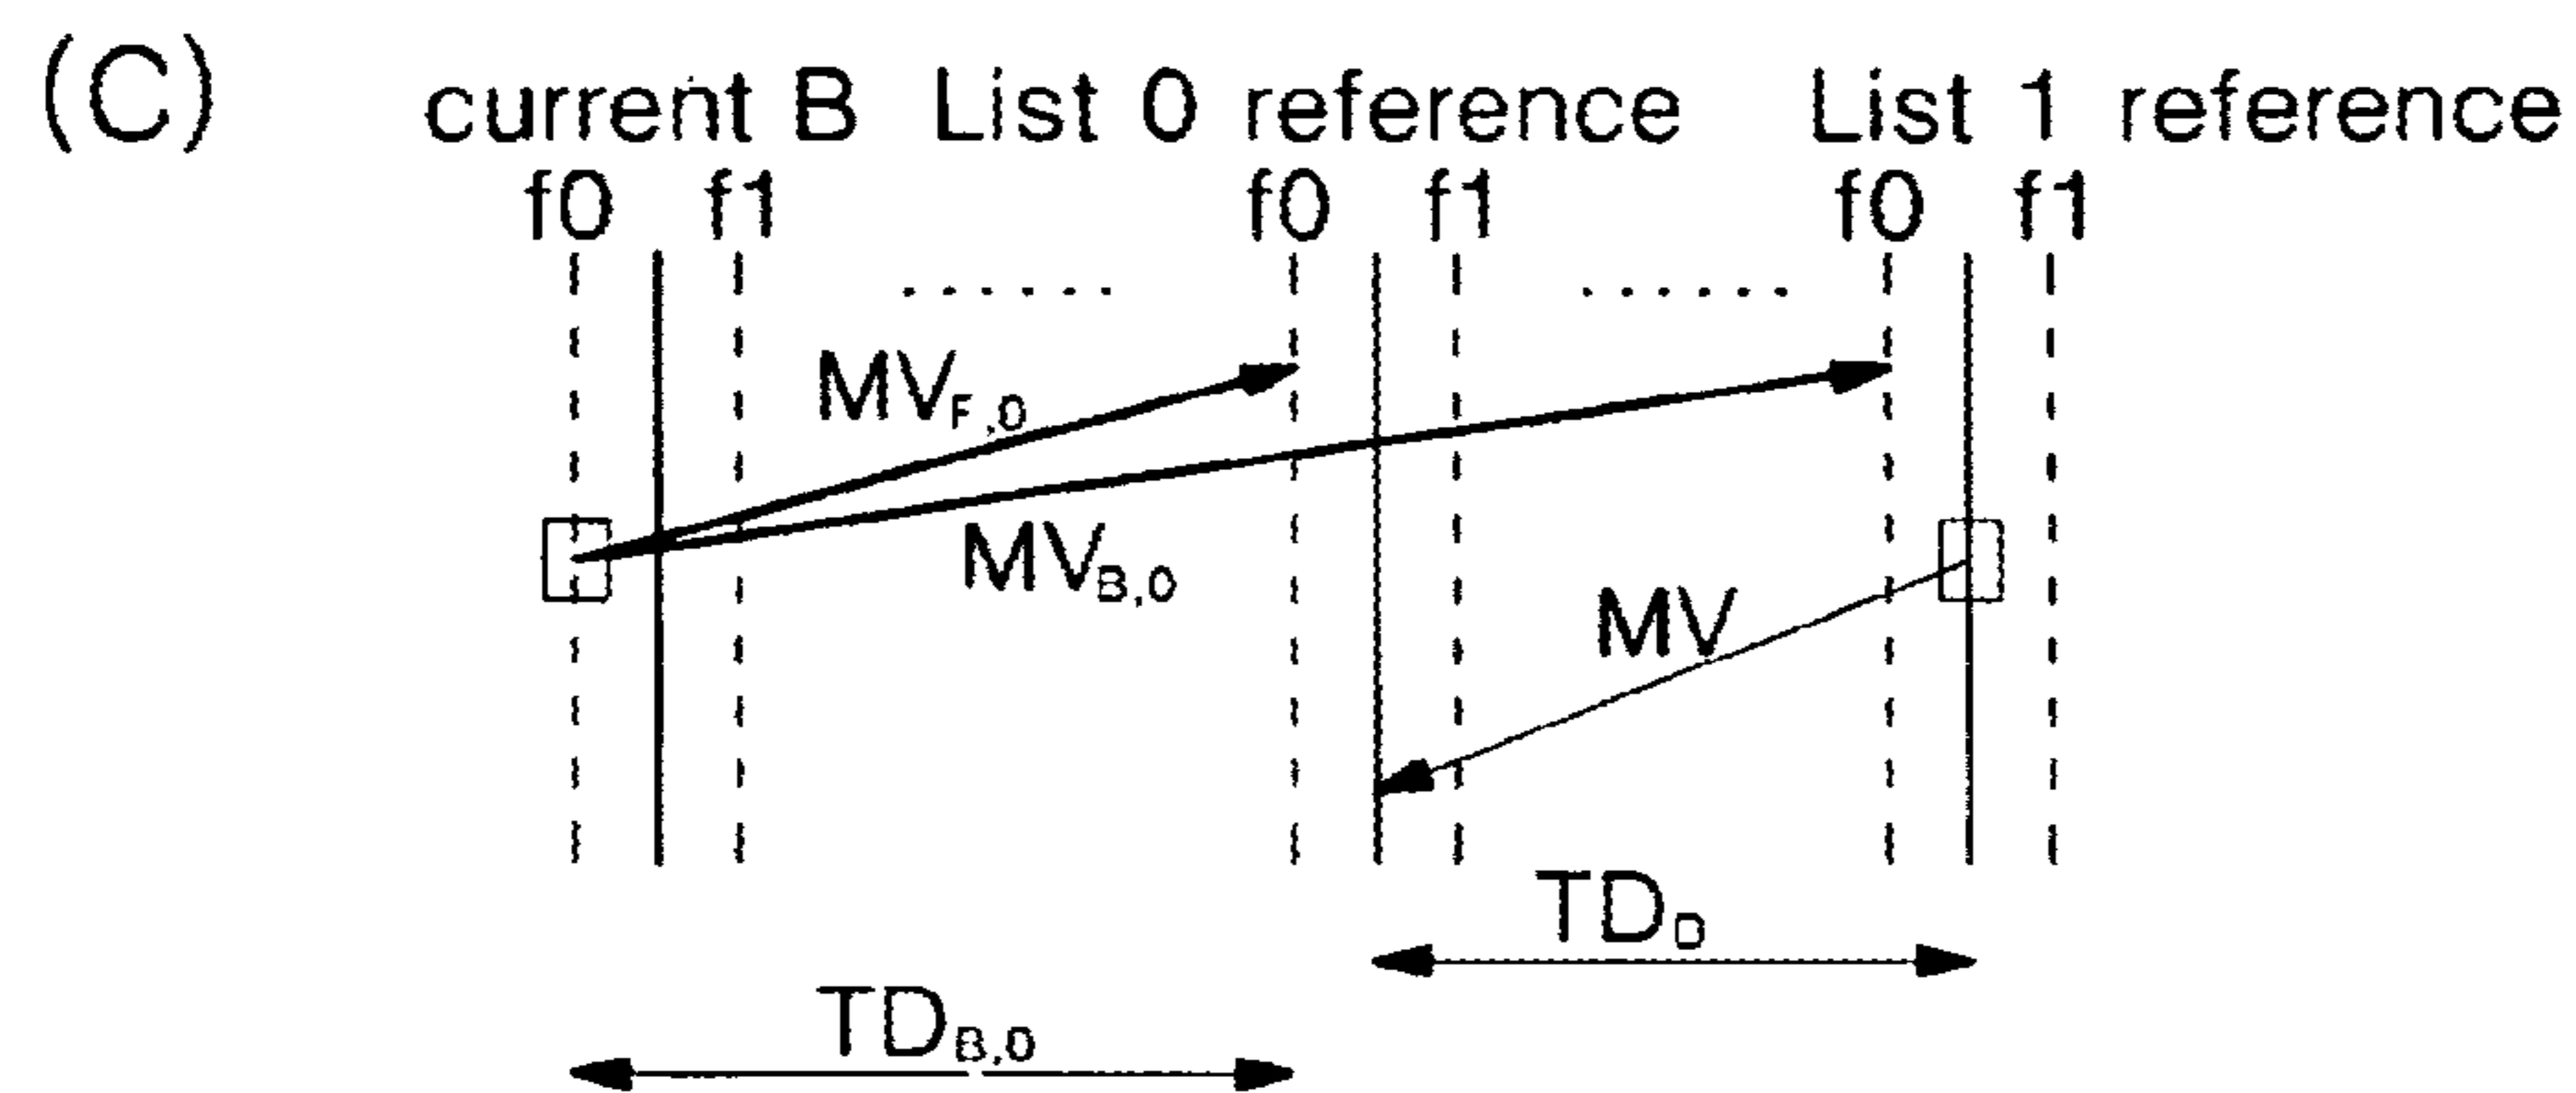 (C)
current B List 0 reference List 1 reference
f0 f1 f0 f1 f0 f1
MVF,0
MVB,0
MV
TDD
TDB,0